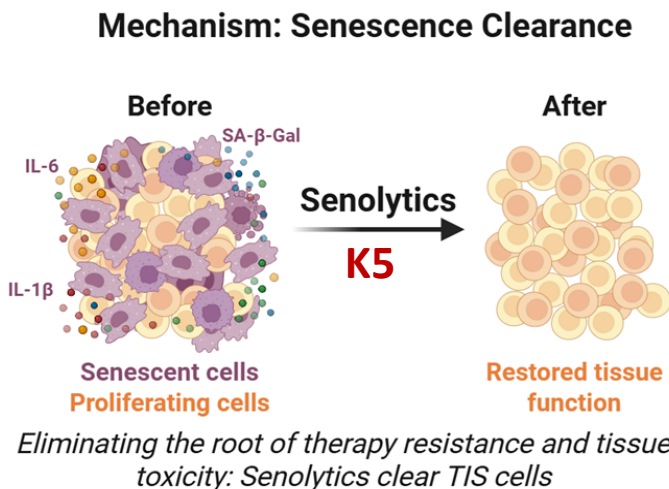 Mechanism: Senescence Clearance
Before
After
SA-β-Gal
IL-6
Senolytics
K5
IL-1β
Senescent cells
Proliferating cells
Restored tissue
function
Eliminating the root of therapy resistance and tissue
toxicity: Senolytics clear TIS cells